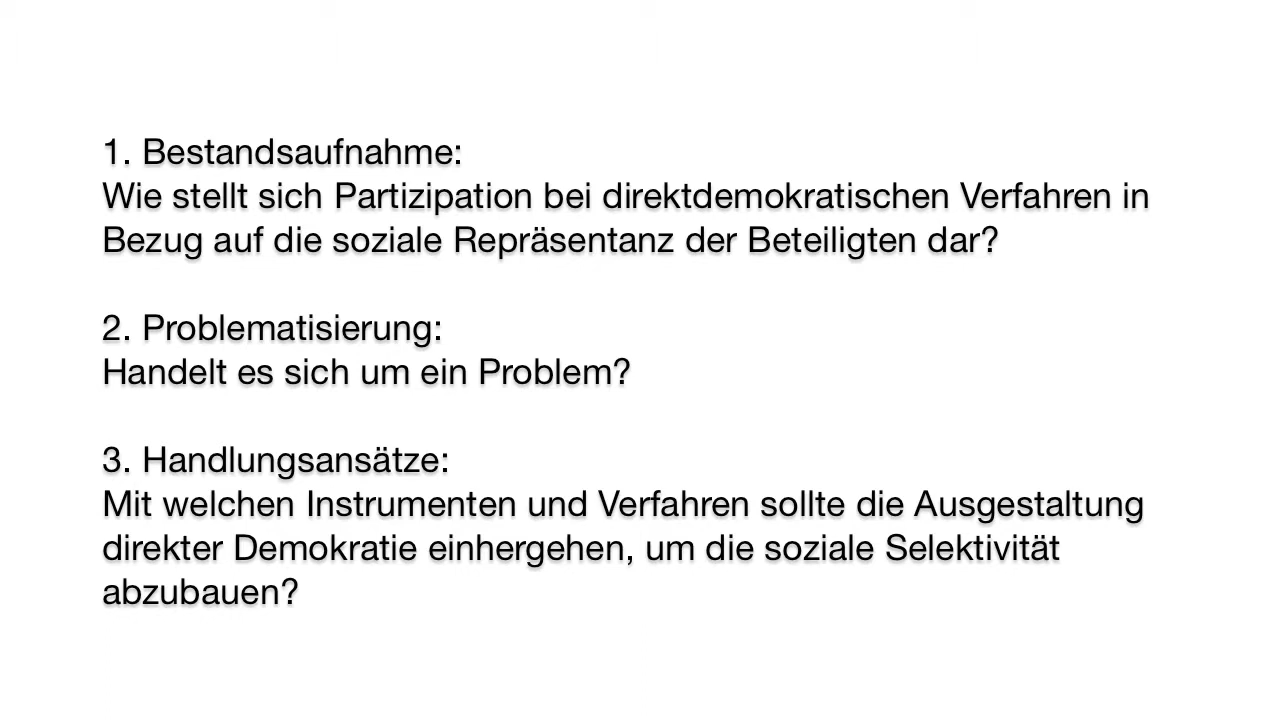 1. Bestandsaufnahme:
Wie stellt sich Partizipation bei direktdemokratischen Verfahren in
Bezug auf die soziale Repräsentanz der Beteiligten dar?
2. Problematisierung:
Handelt es sich um ein Problem?
3. Handlungsansätze:
Mit welchen Instrumenten und Verfahren sollte die Ausgestaltung
direkter Demokratie einhergehen, um die soziale Selektivität
abzubauen?